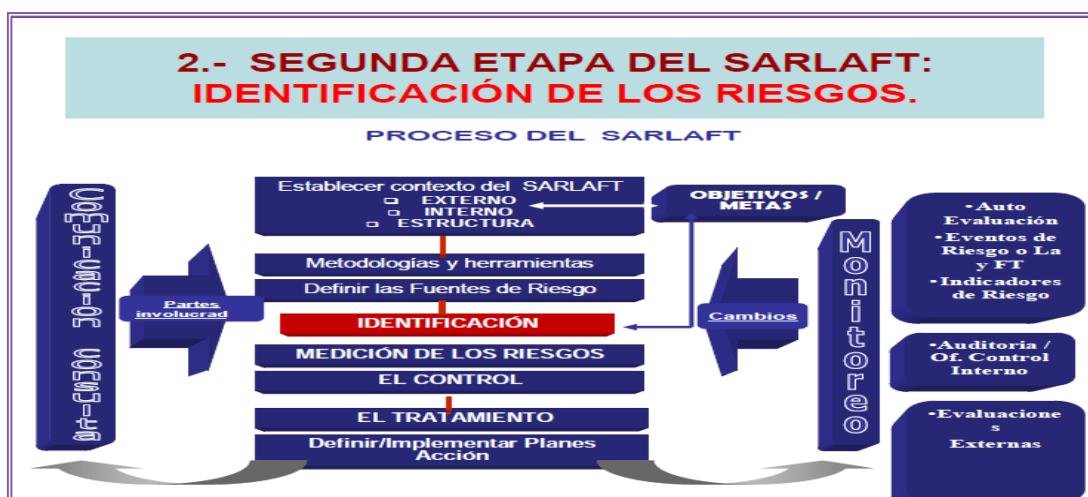 2.- SEGUNDA ETAPA DEL SARLAFT:
IDENTIFICACIÓN DE LOS RIESGOS.
PROCESO DEL SARLAFT
Comunicación consulta
Partes
involucrad
Establecer contexto del SARLAFT
EXTERNO
INTERNO
ESTRUCTURA
Metodologías y herramientas
Definir las Fuentes de Riesgo
IDENTIFICACIÓN
MEDICIÓN DE LOS RIESGOS
EL CONTROL
EL TRATAMIENTO
Definir/Implementar Planes
Acción
OBJETIVOS /
METAS
Cambios
Monitoreo
•Auto
Evaluación
•Eventos de
Riesgo o La
y FT
•Indicadores
de Riesgo
•Auditoria /
Of. Control
Interno
•Evaluacione
s
Externas